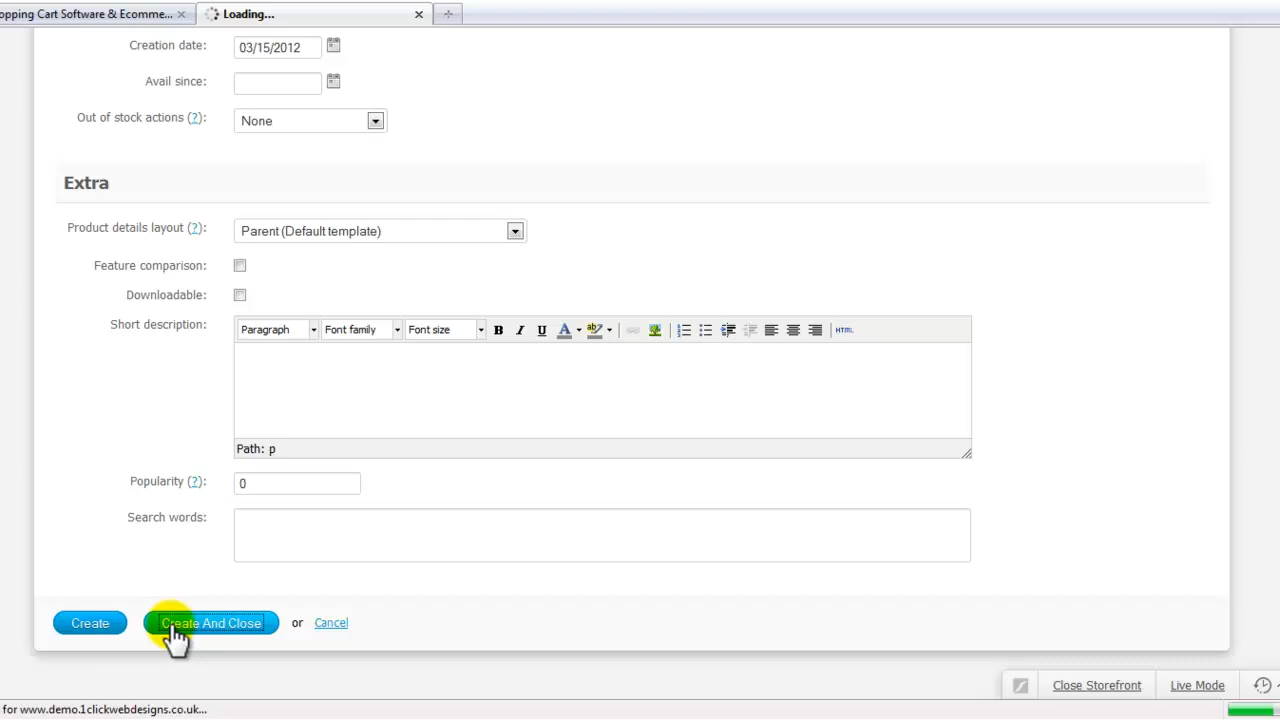 opping Cart Software & Ecomme...
Loading...
Creation date:
03/15/2012
Avail since:
Out of stock actions (?):
None
Extra
Product details layout (?):
Parent (Default template)
Feature comparison:
Downloadable:
Short description:
Paragraph Font family Font size B I U A ab HTML
Path: p
Popularity (?):
0
Search words:
Create Create And Close or Cancel
Close Storefront Live Mode
for www.demo.1clickwebdesigns.co.uk...